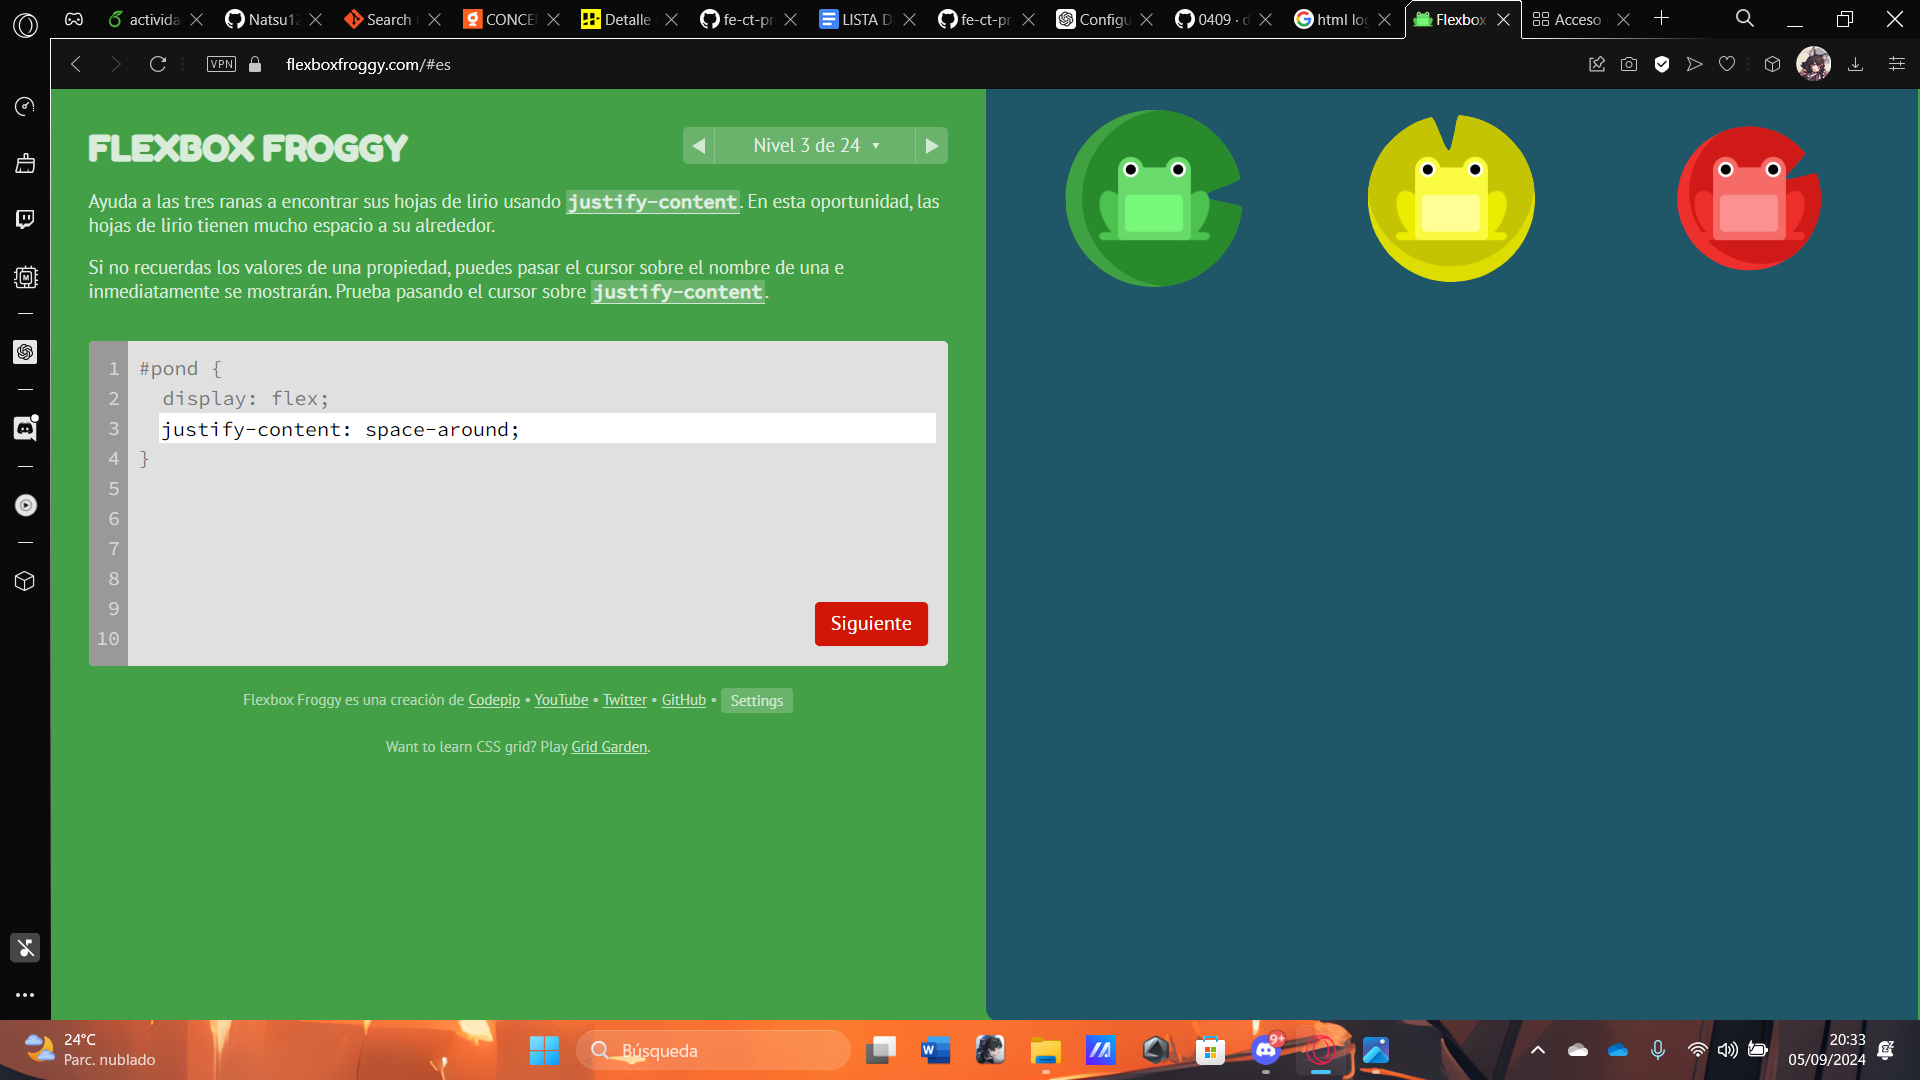 activida
Natsu12
Search
CONCE
Detalle
fe-ct-pr
LISTA D
fe-ct-pr
Configu
0409 · d
html log
Flexbox
Acceso
VPN
flexboxfroggy.com/#es
FLEXBOX FROGGY
Nivel 3 de 24
Ayuda a las tres ranas a encontrar sus hojas de lirio usando justify-content. En esta oportunidad, las
hojas de lirio tienen mucho espacio a su alrededor.
Si no recuerdas los valores de una propiedad, puedes pasar el cursor sobre el nombre de una e
inmediatamente se mostrarán. Prueba pasando el cursor sobre justify-content.
1 #pond {
2 display: flex;
3 justify-content: space-around;
4 }
5
6
7
8
9
10
Siguiente
Flexbox Froggy es una creación de Codepip • YouTube • Twitter • GitHub • Settings
Want to learn CSS grid? Play Grid Garden.
24°C
Parc. nublado
Búsqueda
9+
20:33
05/09/2024